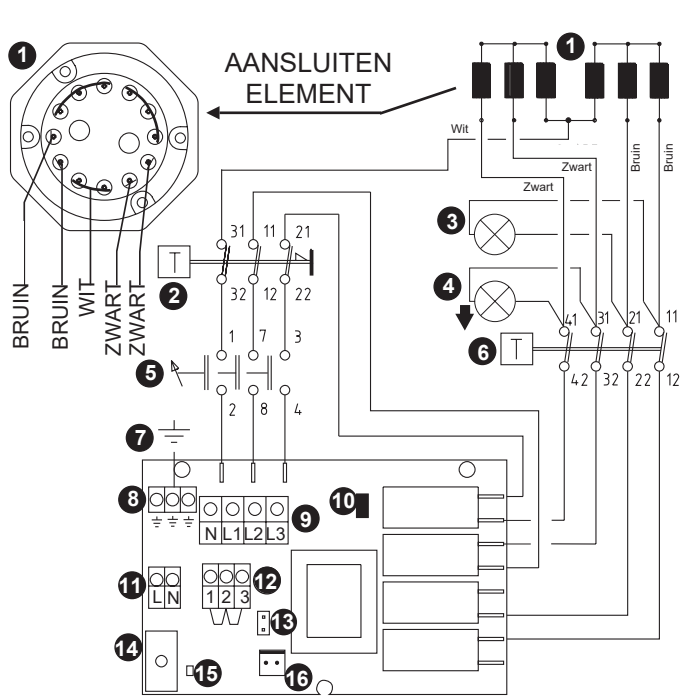 1
AANSLUITEN
ELEMENT
1
Wit
Zwart
Zwart
Bruin
Bruin
BRUIN
BRUIN
WIT
ZWART
ZWART
31 11 21
T
2
32 12 22
3
4
41 31 21 11
6
T
42 32 22 12
1 7 3
5
2 8 4
7
8
N L1 L2 L3
9
10
11
L N
1 2 3
12
13
14
15
16